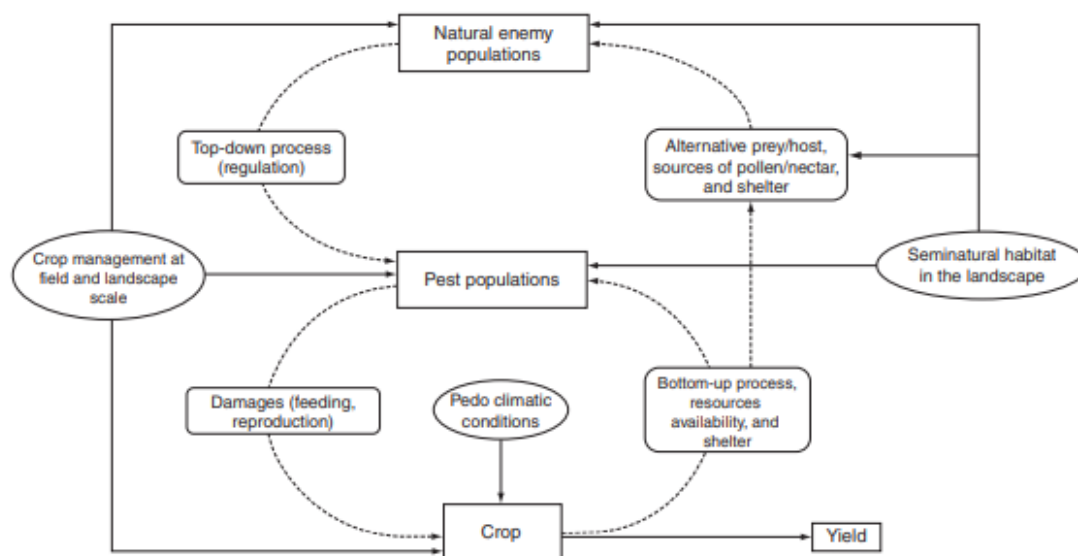 Natural enemy
populations
Top-down process
(regulation)
Alternative prey/host,
sources of pollen/nectar,
and shelter
Crop management at
field and landscape
scale
Pest populations
Seminatural habitat
in the landscape
Damages (feeding,
reproduction)
Pedo climatic
conditions
Bottom-up process,
resources
availability, and
shelter
Crop
Yield